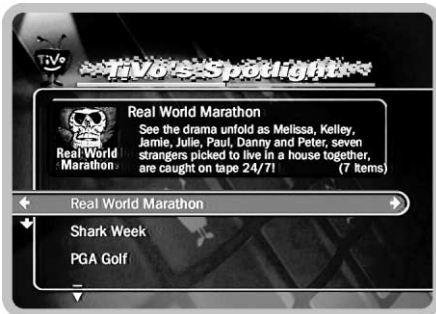 TiVo
TiVo's Spotlight
Real World Marathon
See the drama unfold as Melissa, Kelley,
Jamie, Julie, Paul, Danny and Peter, seven
strangers picked to live in a house together,
are caught on tape 24/7! (7 Items)
Real World
Marathon
Real World Marathon
Shark Week
PGA Golf